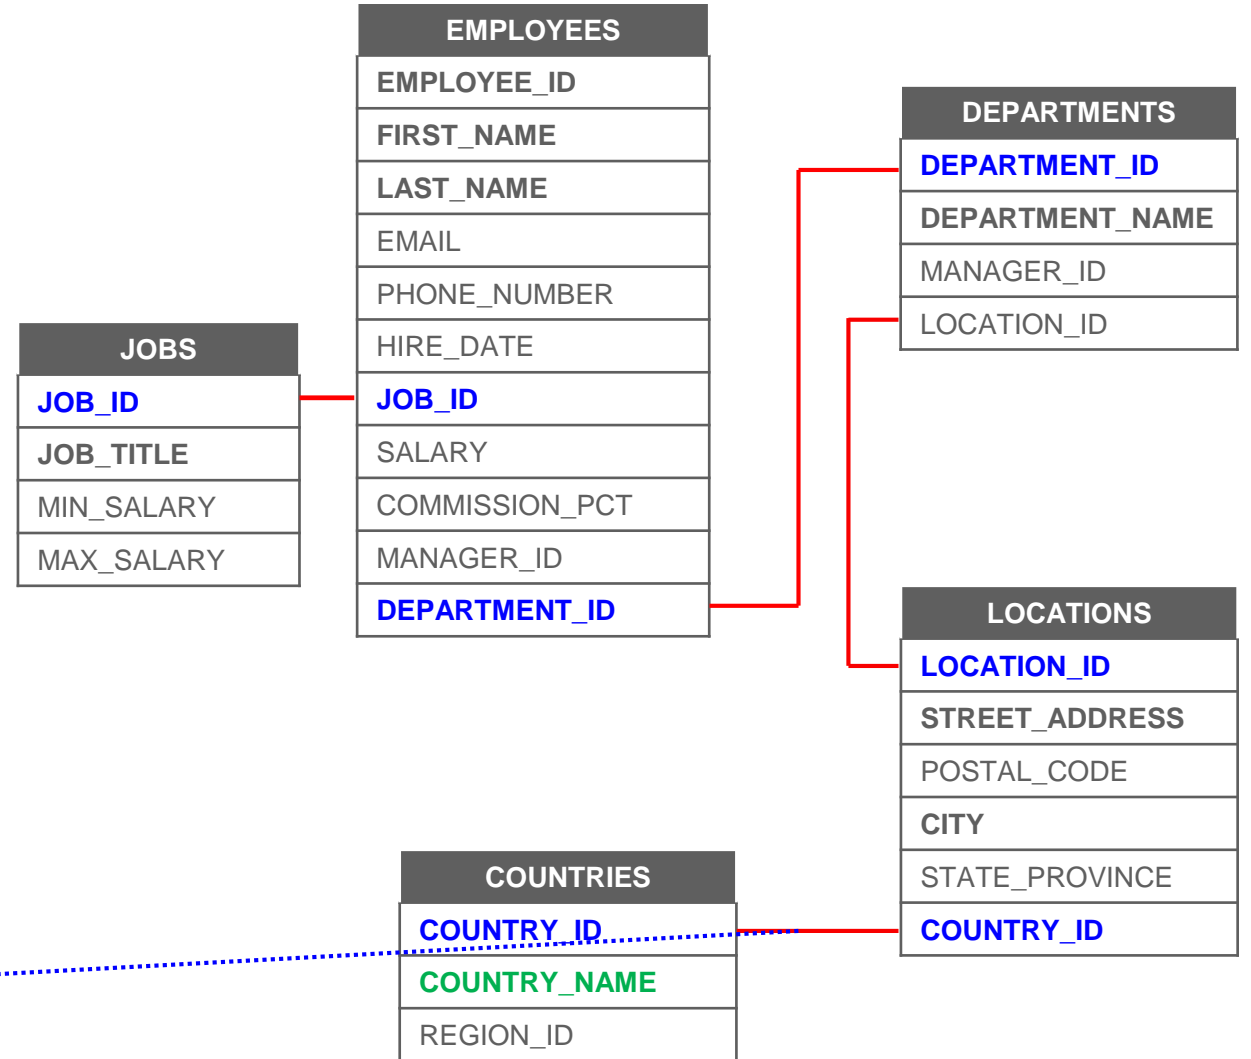 EMPLOYEES
EMPLOYEE_ID
FIRST_NAME
LAST_NAME
EMAIL
PHONE_NUMBER
HIRE_DATE
JOB_ID
SALARY
COMMISSION_PCT
MANAGER_ID
DEPARTMENT_ID
DEPARTMENTS
DEPARTMENT_ID
DEPARTMENT_NAME
MANAGER_ID
LOCATION_ID
JOBS
JOB_ID
JOB_TITLE
MIN_SALARY
MAX_SALARY
LOCATIONS
LOCATION_ID
STREET_ADDRESS
POSTAL_CODE
CITY
STATE_PROVINCE
COUNTRY_ID
COUNTRIES
COUNTRY_ID
COUNTRY_NAME
REGION_ID